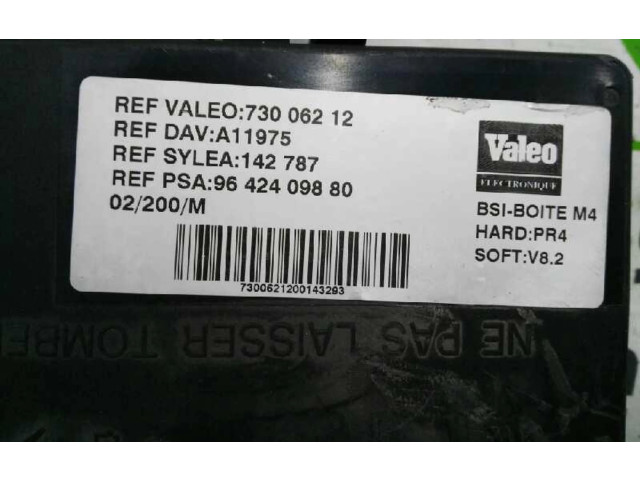 REF VALEO:730 062 12
REF DAV:A11975
REF SYLEA:142 787
REF PSA:96 424 098 80
02/200/M
7300621200143293
Valeo
ELECTRONIQUE
BSI-BOITE M4
HARD:PR4
SOFT:V8.2
NE PAS LAISSER TOMBE